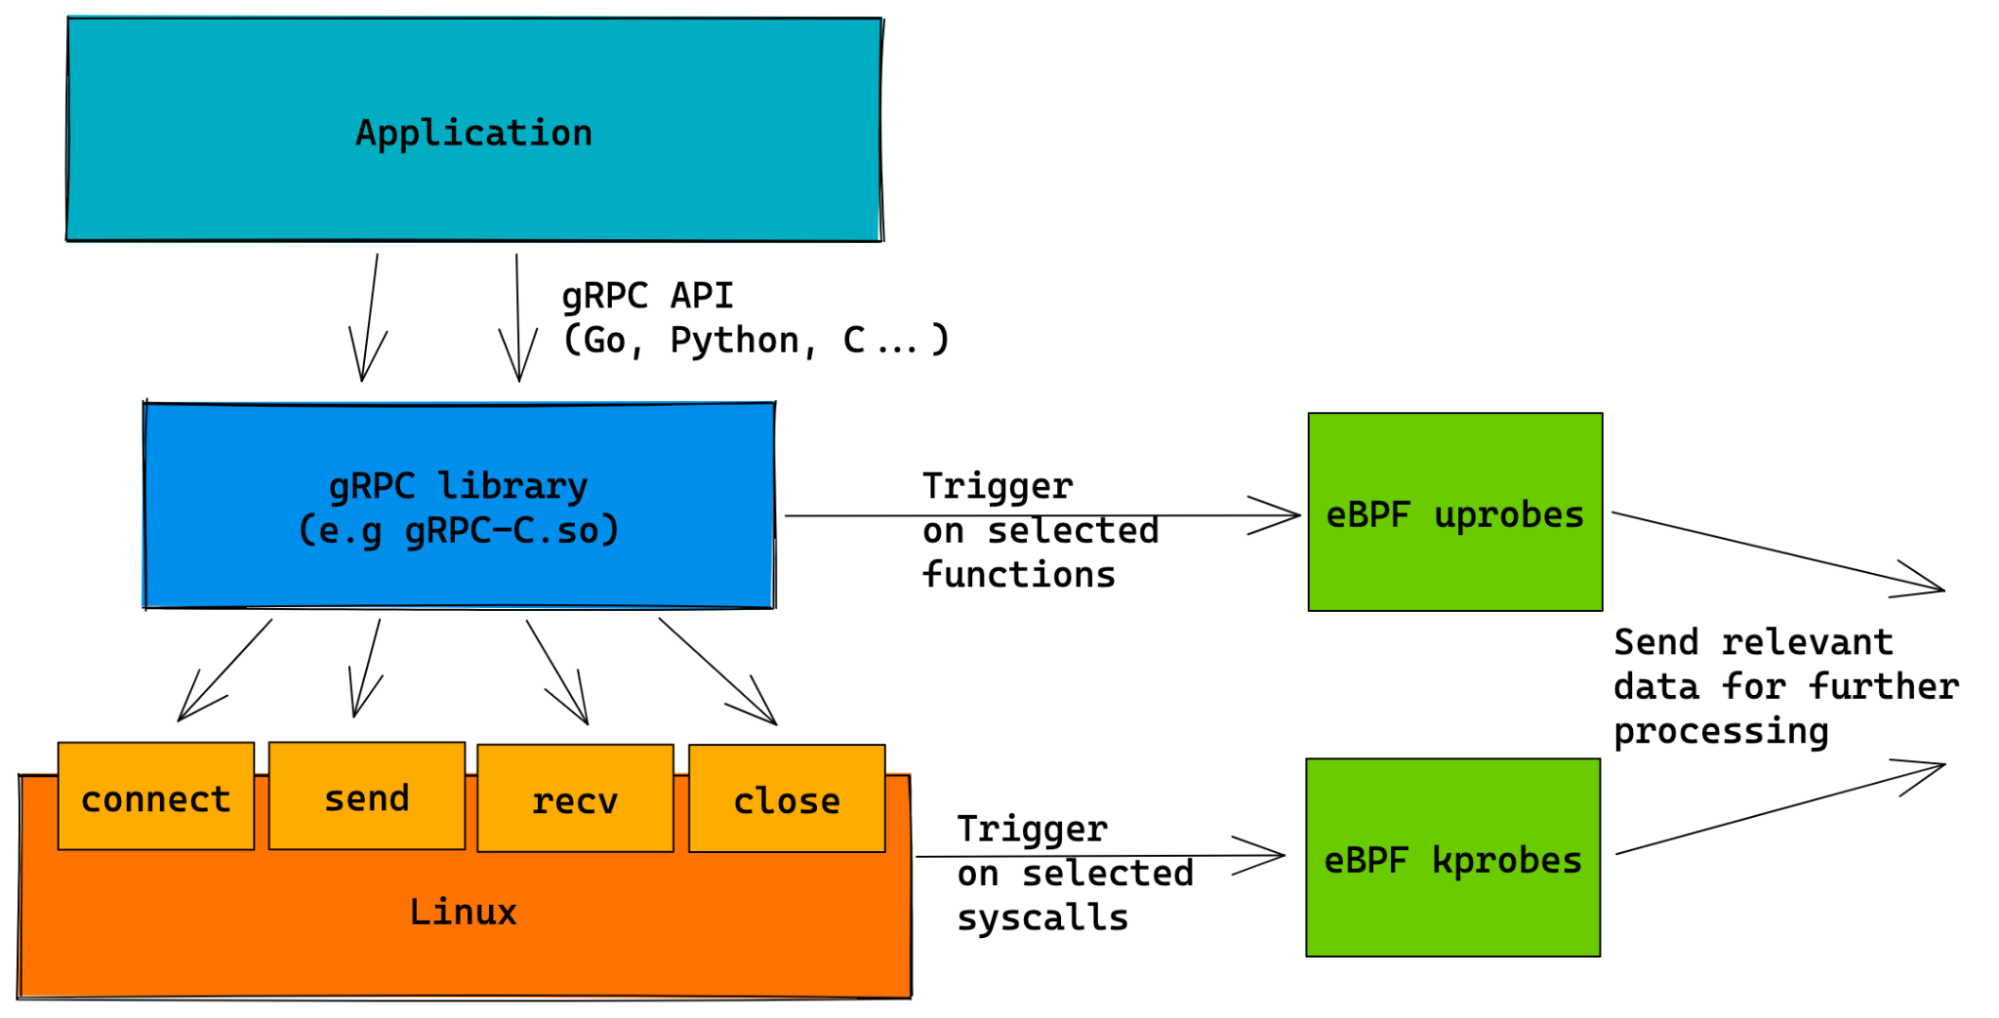 Application
gRPC API
(Go, Python, C...)
gRPC library
(e.g gRPC-C.so)
Trigger
on selected
functions
eBPF uprobes
Send relevant
data for further
processing
connect
send
recv
close
Linux
Trigger
on selected
syscalls
eBPF kprobes